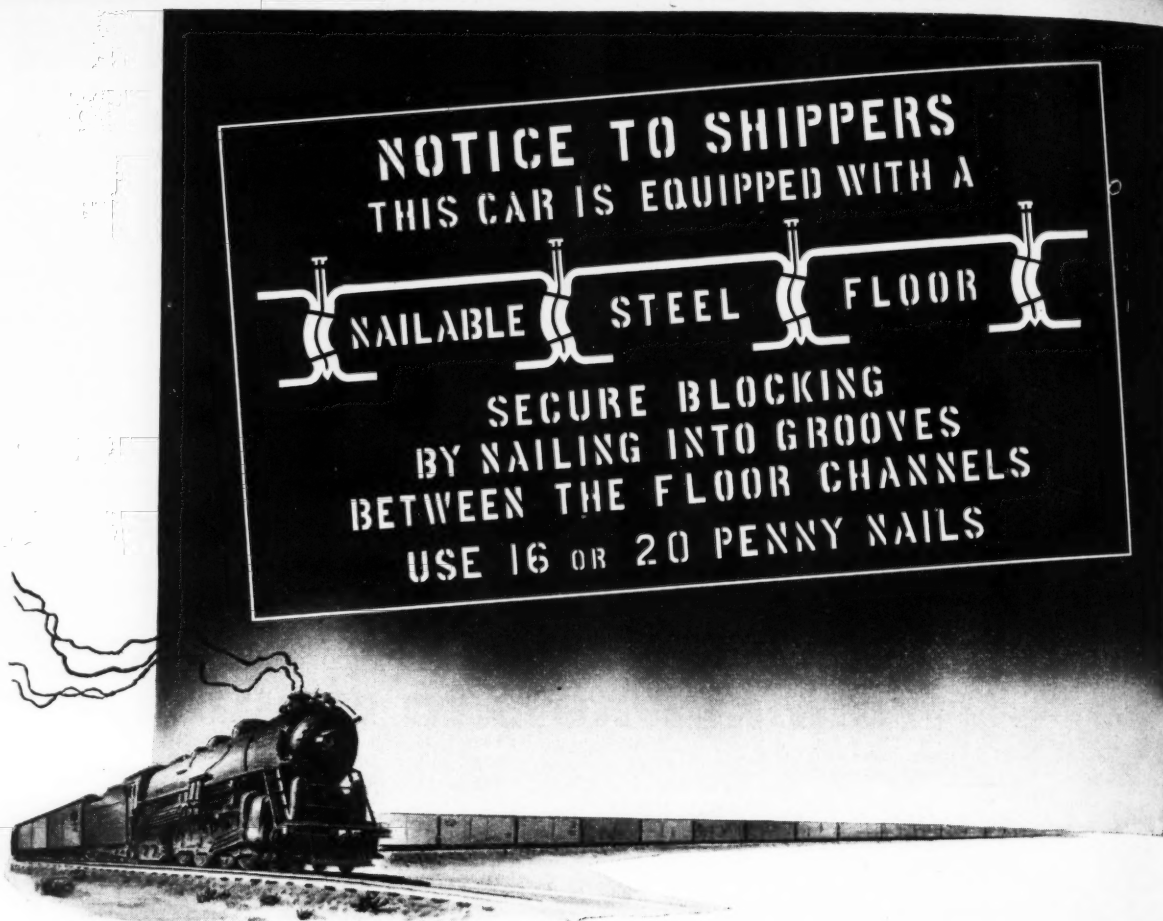 NOTICE TO SHIPPERS
THIS CAR IS EQUIPPED WITH A
NAILABLE STEEL FLOOR
SECURE BLOCKING
BY NAILING INTO GROOVES
BETWEEN THE FLOOR CHANNELS
USE 16 OR 20 PENNY NAILS